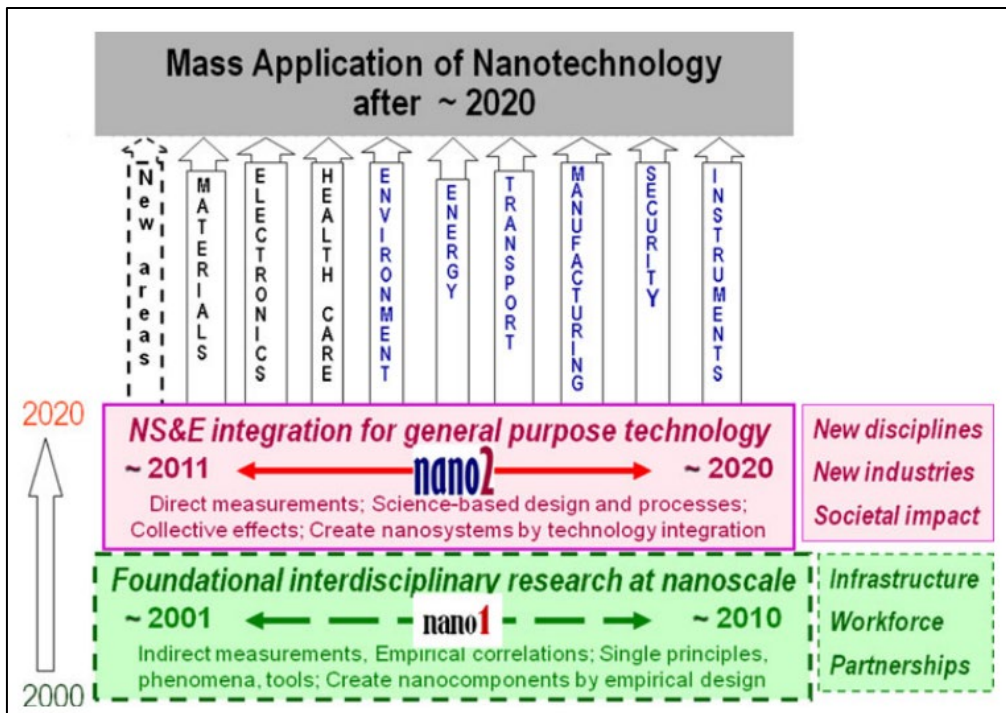 Mass Application of Nanotechnology
after ~ 2020
New areas
MATERIALS
ELECTRONICS
HEALTH CARE
ENVIRONMENT
ENERGY
TRANSPORT
MANUFACTURING
SECURITY
INSTRUMENTS
2020
NS&E integration for general purpose technology
~ 2011
nano2
~ 2020
Direct measurements; Science-based design and processes;
Collective effects; Create nanosystems by technology integration
New disciplines
New industries
Societal impact
Foundational interdisciplinary research at nanoscale
~ 2001
nano1
~ 2010
Indirect measurements, Empirical correlations; Single principles,
phenomena, tools; Create nanocomponents by empirical design
Infrastructure
Workforce
Partnerships
2000